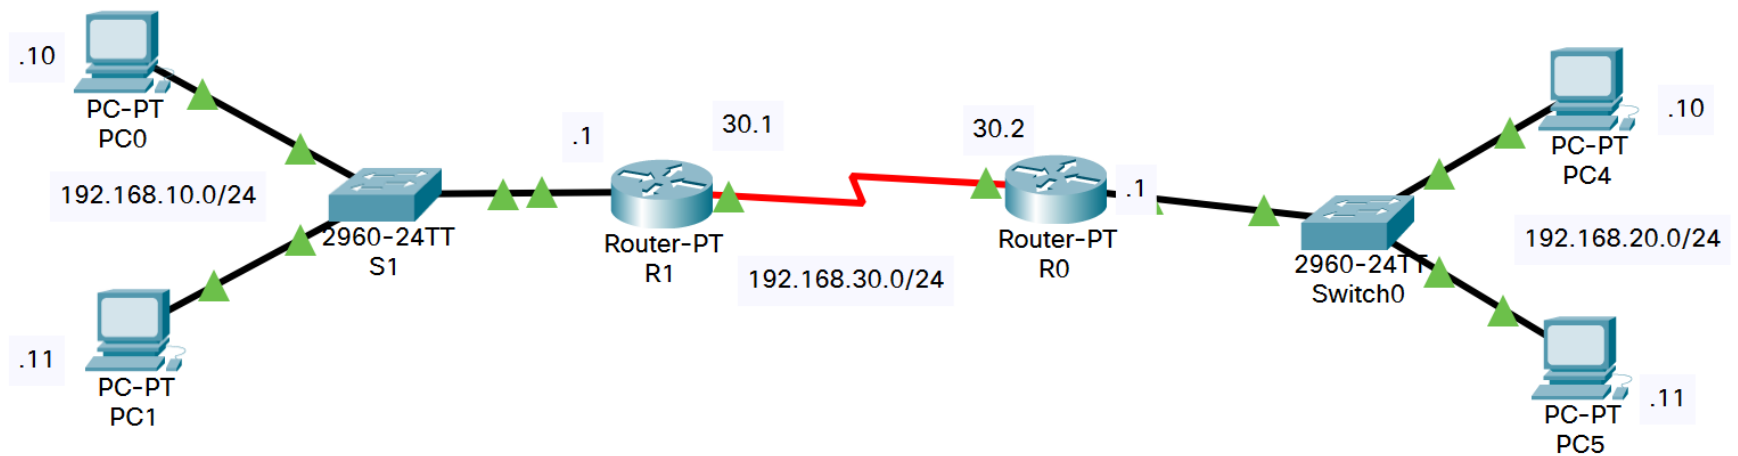 .10
PC-PT
PC0
192.168.10.0/24
.11
PC-PT
PC1
2960-24TT
S1
.1
30.1
Router-PT
R1
192.168.30.0/24
30.2
.1
Router-PT
R0
2960-24TT
Switch0
.10
PC-PT
PC4
192.168.20.0/24
.11
PC-PT
PC5